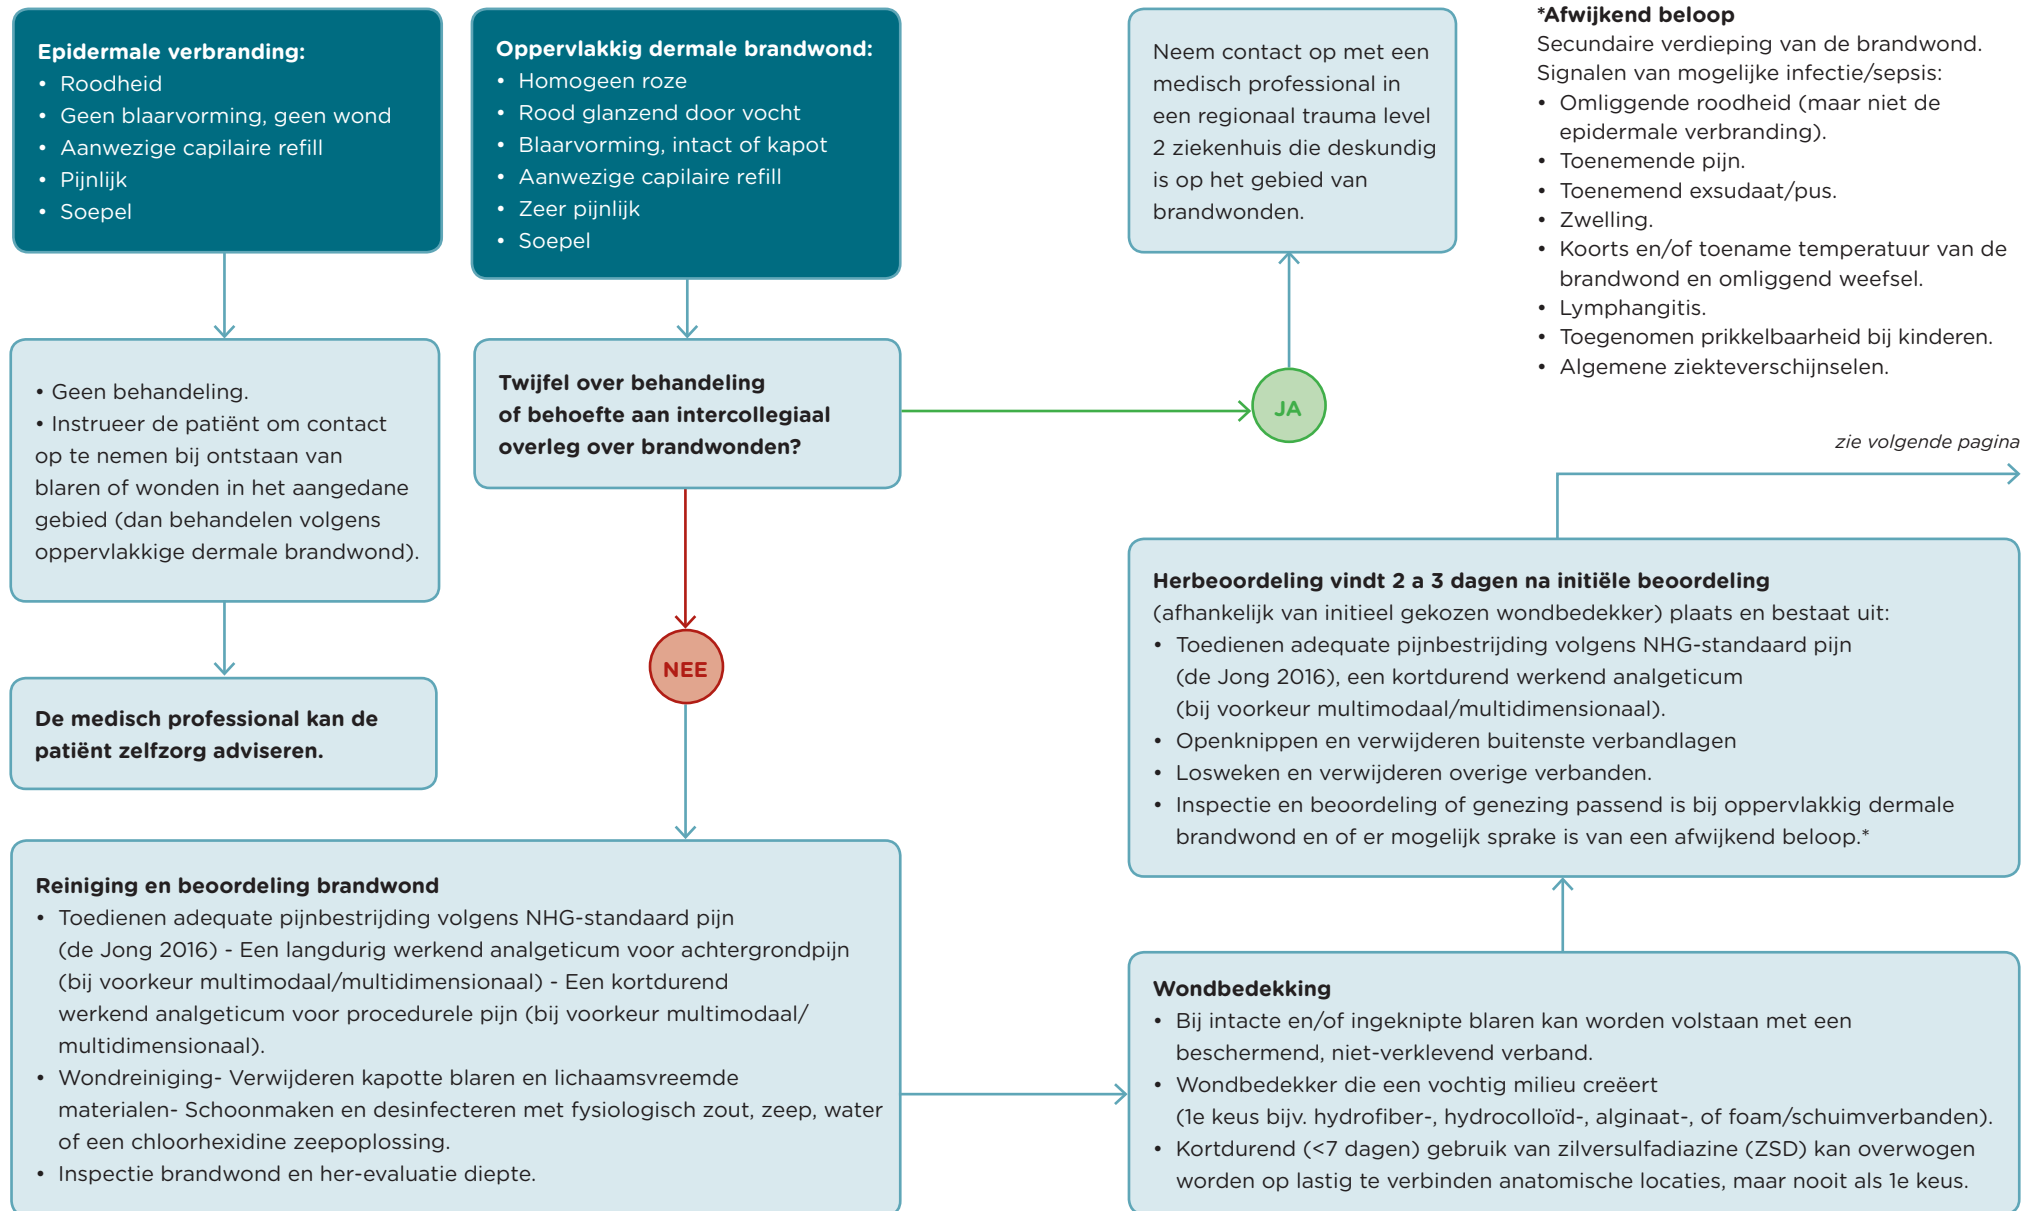 Epidermale verbranding:
• Roodheid
• Geen blaarvorming, geen wond
• Aanwezige capilaire refill
• Pijnlijk
• Soepel
• Geen behandeling.
• Instrueer de patiënt om contact
op te nemen bij ontstaan van
blaren of wonden in het aangedane
gebied (dan behandelen volgens
oppervlakkige dermale brandwond).
De medisch professional kan de
patiënt zelfzorg adviseren.
Oppervlakkig dermale brandwond:
• Homogeen roze
• Rood glanzend door vocht
• Blaarvorming, intact of kapot
• Aanwezige capilaire refill
• Zeer pijnlijk
• Soepel
Twijfel over behandeling
of behoefte aan intercollegiaal
overleg over brandwonden?
JA
Neem contact op met een
medisch professional in
een regionaal trauma level
2 ziekenhuis die deskundig
is op het gebied van
brandwonden.
NEE
Reiniging en beoordeling brandwond
• Toedienen adequate pijnbestrijding volgens NHG-standaard pijn
(de Jong 2016) - Een langdurig werkend analgeticum voor achtergrondpijn
(bij voorkeur multimodaal/multidimensionaal) - Een kortdurend
werkend analgeticum voor procedurele pijn (bij voorkeur multimodaal/
multidimensionaal).
• Wondreiniging- Verwijderen kapotte blaren en lichaamsvreemde
materialen- Schoonmaken en desinfecteren met fysiologisch zout, zeep, water
of een chloorhexidine zeepoplossing.
• Inspectie brandwond en her-evaluatie diepte.
Wondbedekking
• Bij intacte en/of ingeknipte blaren kan worden volstaan met een
beschermend, niet-verklevend verband.
• Wondbedekker die een vochtig milieu creëert
(1e keus bijv. hydrofiber-, hydrocolloïd-, alginaat-, of foam/schuimverbanden).
• Kortdurend (<7 dagen) gebruik van zilversulfadiazine (ZSD) kan overwogen
worden op lastig te verbinden anatomische locaties, maar nooit als 1e keus.
Herbeoordeling vindt 2 a 3 dagen na initiële beoordeling
(afhankelijk van initieel gekozen wondbedekker) plaats en bestaat uit:
• Toedienen adequate pijnbestrijding volgens NHG-standaard pijn
(de Jong 2016), een kortdurend werkend analgeticum
(bij voorkeur multimodaal/multidimensionaal).
• Openknippen en verwijderen buitenste verbandlagen
• Losweken en verwijderen overige verbanden.
• Inspectie en beoordeling of genezing passend is bij oppervlakkig dermale
brandwond en of er mogelijk sprake is van een afwijkend beloop.*
zie volgende pagina
*Afwijkend beloop
Secundaire verdieping van de brandwond.
Signalen van mogelijke infectie/sepsis:
• Omliggende roodheid (maar niet de
epidermale verbranding).
• Toenemende pijn.
• Toenemend exsudaat/pus.
• Zwelling.
• Koorts en/of toename temperatuur van de
brandwond en omliggend weefsel.
• Lymphangitis.
• Toegenomen prikkelbaarheid bij kinderen.
• Algemene ziekteverschijnselen.